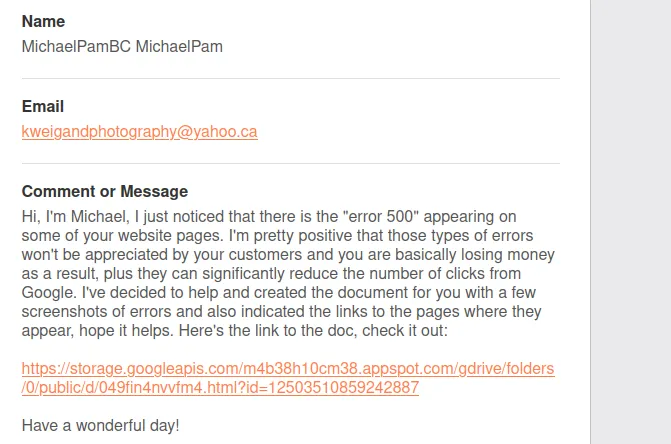 Name
MichaelPamBC MichaelPam
Email
kweigandphotography@yahoo.ca
Comment or Message
Hi, I'm Michael, I just noticed that there is the "error 500" appearing on
some of your website pages. I'm pretty positive that those types of errors
won't be appreciated by your customers and you are basically losing money
as a result, plus they can significantly reduce the number of clicks from
Google. I've decided to help and created the document for you with a few
screenshots of errors and also indicated the links to the pages where they
appear, hope it helps. Here's the link to the doc, check it out:
https://storage.googleapis.com/m4b38h10cm38.appspot.com/gdrive/folders
/0/public/d/049fin4nvvfm4.html?id=12503510859242887
Have a wonderful day!